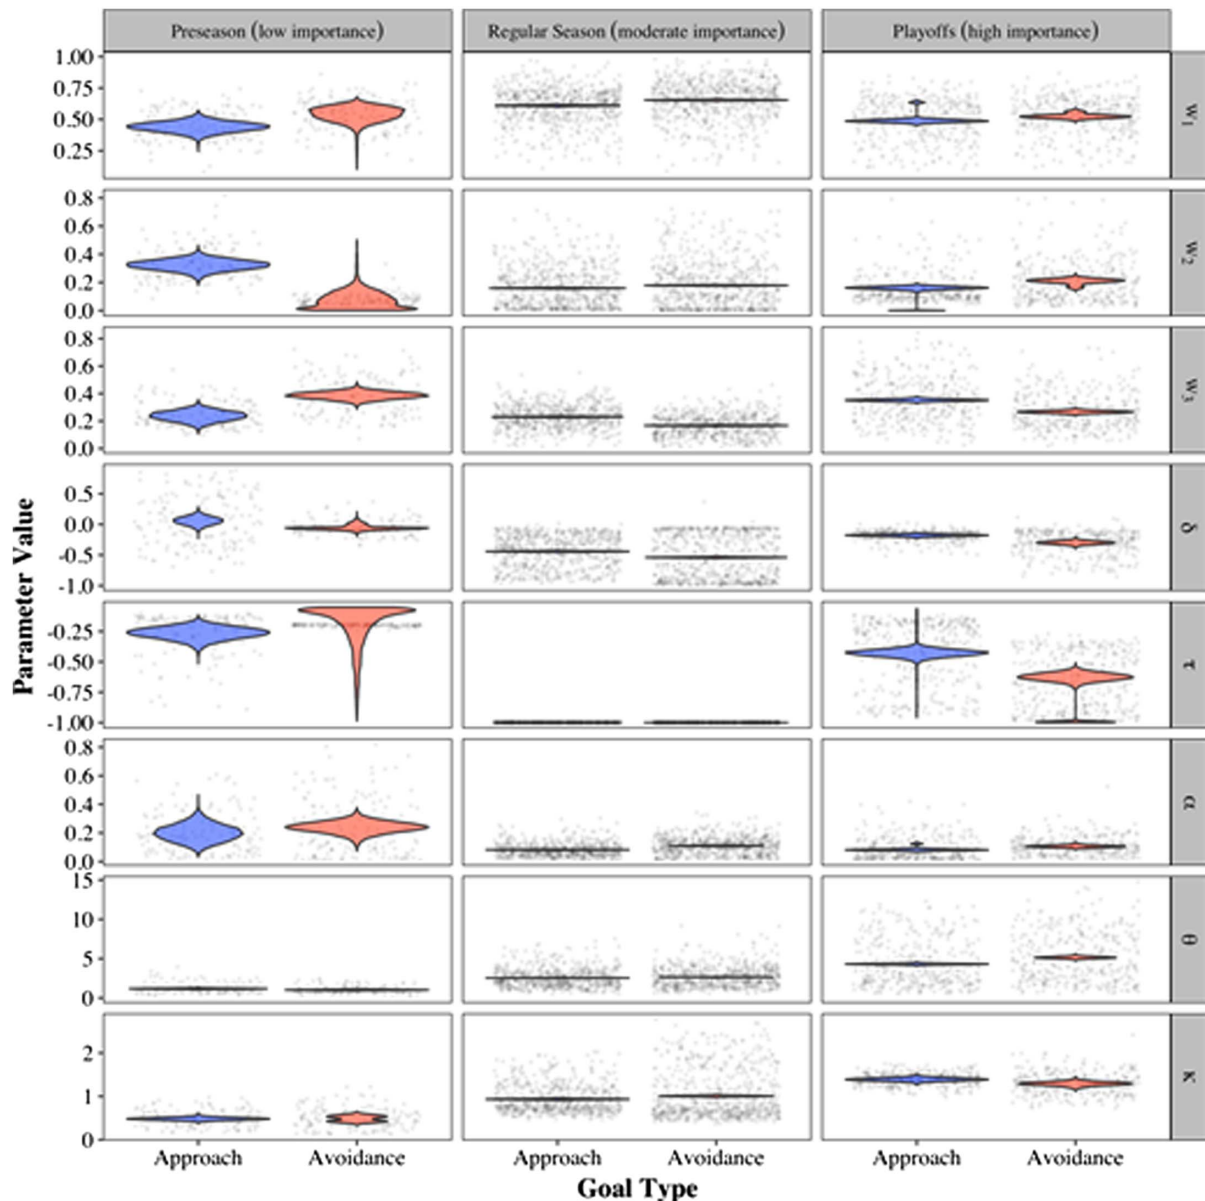 Preseason (low importance) Regular Season (moderate importance) Playoffs (high importance)
1.00
0.75
0.50
0.25
w1
0.8
0.6
0.4
0.2
0.0
w2
0.8
0.6
0.4
0.2
0.0
w3
0.5
0.0
-0.5
-1.0
δ
-0.25
-0.50
-0.75
-1.00
τ
0.8
0.6
0.4
0.2
0.0
α
15
10
5
0
θ
2
1
0
κ
Parameter Value
Approach Avoidance Approach Avoidance Approach Avoidance
Goal Type